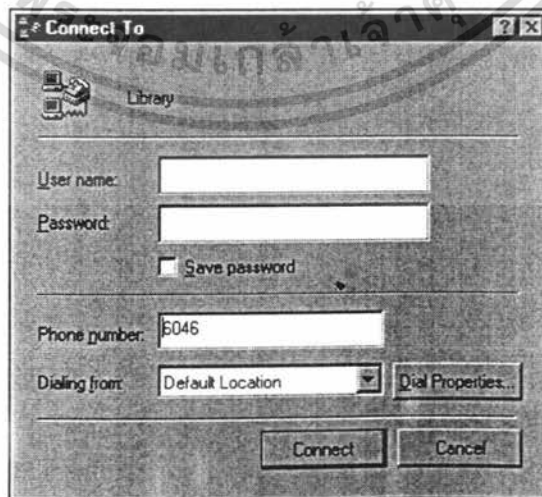 Connect To
Library
User name:
Password:
Save password
Phone number: 6046
Dialing from: Default Location Dial Properties...
Connect Cancel